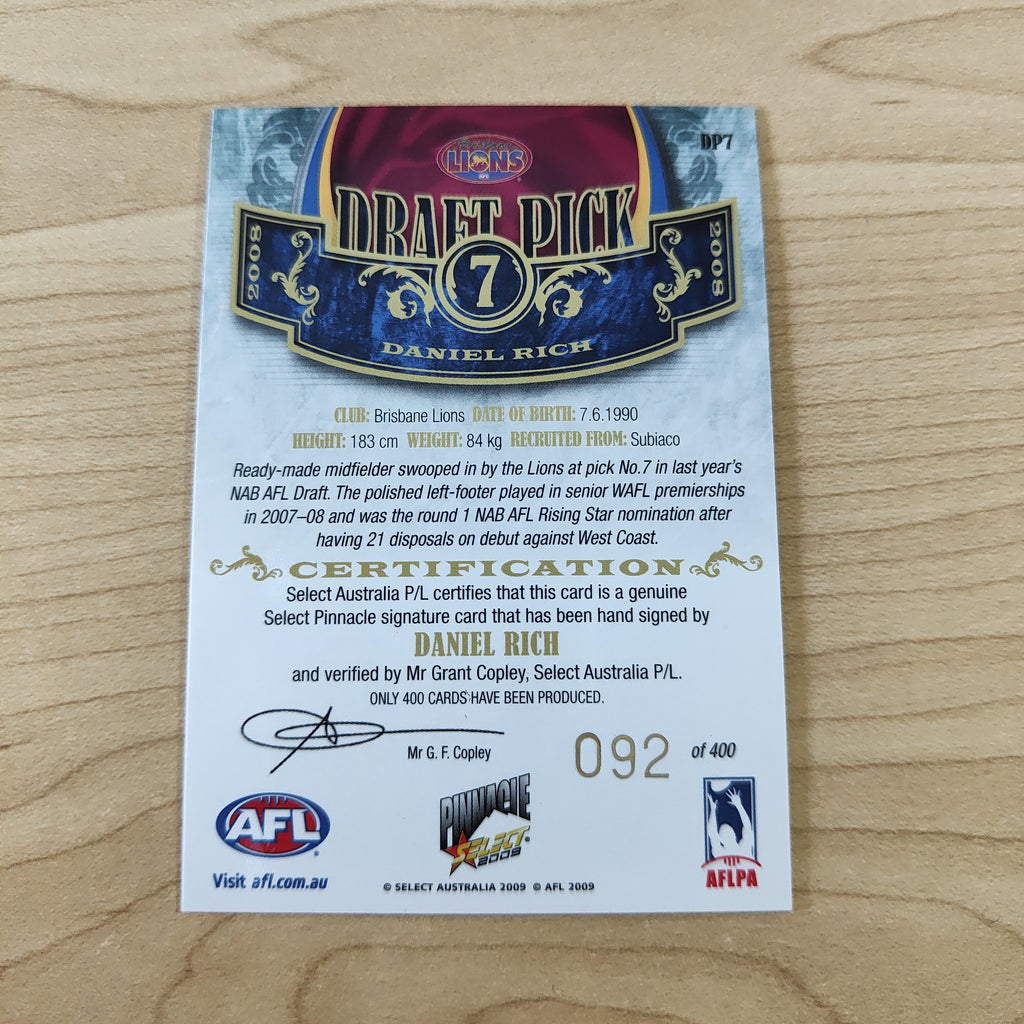 DP7
LIONS
DRAFT PICK
2008
7
2008
DANIEL RICH
CLUB: Brisbane Lions DATE OF BIRTH: 7.6.1990
HEIGHT: 183 cm WEIGHT: 84 kg RECRUITED FROM: Subiaco
Ready-made midfielder swooped in by the Lions at pick No.7 in last year's
NAB AFL Draft. The polished left-footer played in senior WAFL premierships
in 2007–08 and was the round 1 NAB AFL Rising Star nomination after
having 21 disposals on debut against West Coast.
CERTIFICATION
Select Australia P/L certifies that this card is a genuine
Select Pinnacle signature card that has been hand signed by
DANIEL RICH
and verified by Mr Grant Copley, Select Australia P/L.
ONLY 400 CARDS HAVE BEEN PRODUCED.
Mr G. F. Copley
092 of 400
AFL
Visit afl.com.au
PINNACLE
SELECT
2009
© SELECT AUSTRALIA 2009 © AFL 2009
AFLPA